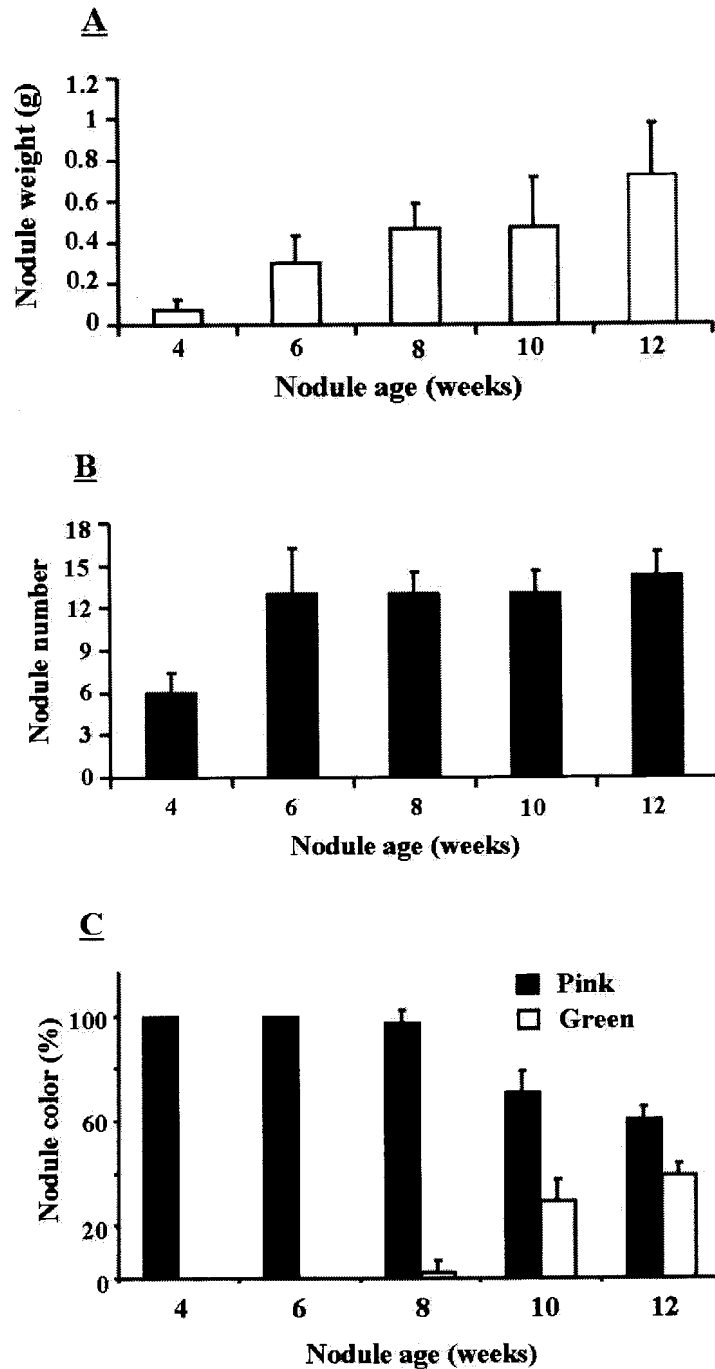 A
Nodule weight (g)
1.2
1
0.8
0.6
0.4
0.2
0
4 6 8 10 12
Nodule age (weeks)
B
Nodule number
18
15
12
9
6
3
0
4 6 8 10 12
Nodule age (weeks)
C
Nodule color (%)
Pink
Green
100
60
20
0
4 6 8 10 12
Nodule age (weeks)